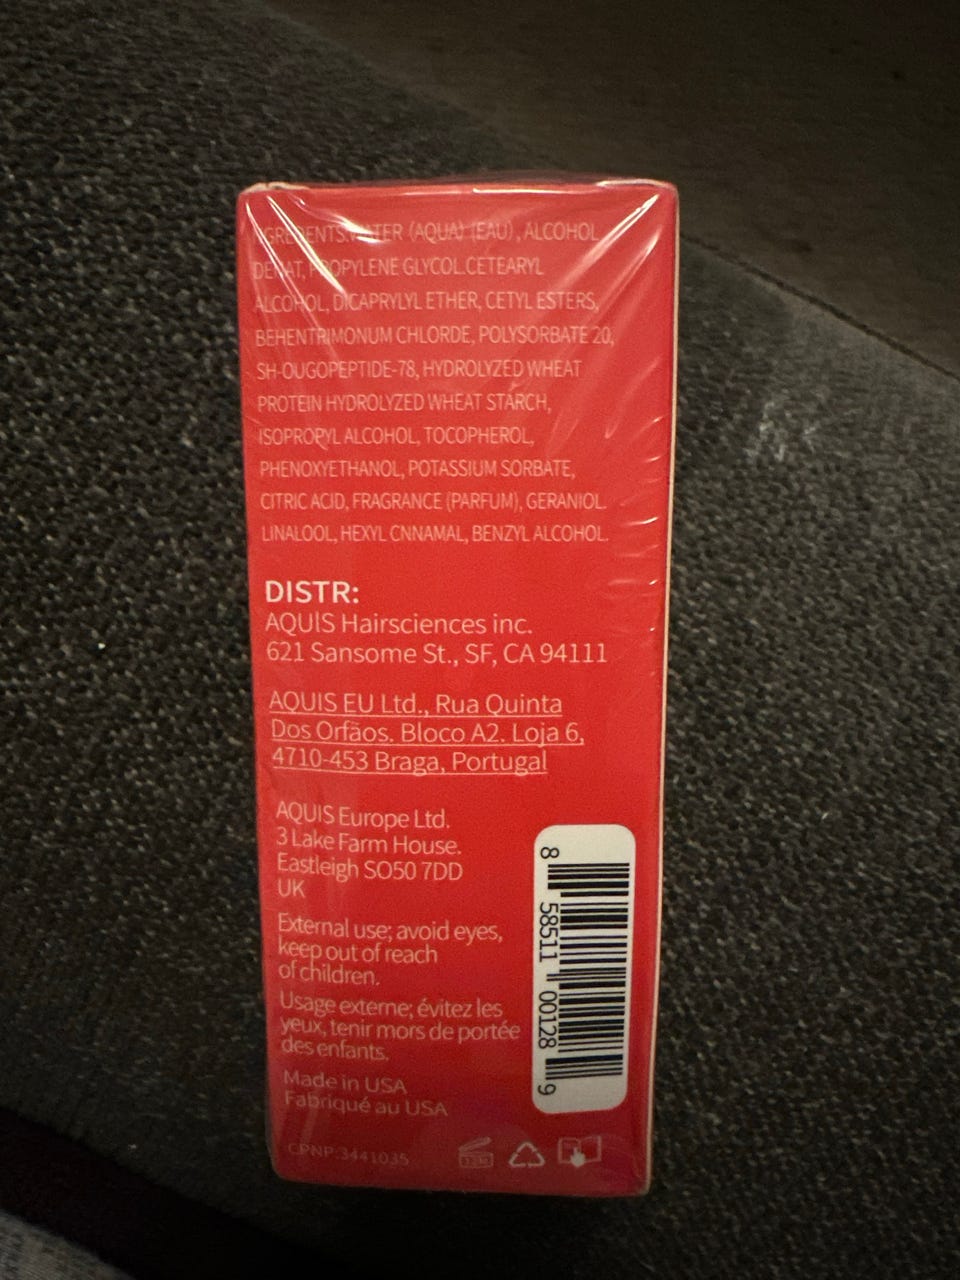 INGREDIENTS:WATER (AQUA) (EAU), ALCOHOL
DENAT, PROPYLENE GLYCOL.CETEARYL
ALCOHOL, DICAPRYLYL ETHER, CETYL ESTERS,
BEHENTRIMONUM CHLORDE, POLYSORBATE 20,
SH-OUGOPEPTIDE-78, HYDROLYZED WHEAT
PROTEIN HYDROLYZED WHEAT STARCH,
ISOPROPYL ALCOHOL, TOCOPHEROL,
PHENOXYETHANOL, POTASSIUM SORBATE,
CITRIC ACID, FRAGRANCE (PARFUM), GERANIOL.
LINALOOL, HEXYL CNNAMAL, BENZYL ALCOHOL.
DISTR:
AQUIS Hairsciences inc.
621 Sansome St., SF, CA 94111
AQUIS EU Ltd., Rua Quinta
Dos Orfãos. Bloco A2. Loja 6,
4710-453 Braga, Portugal
AQUIS Europe Ltd.
3 Lake Farm House.
Eastleigh SO50 7DD
UK
External use; avoid eyes,
keep out of reach
of children.
Usage externe; évitez les
yeux, tenir mors de portée
des enfants.
Made in USA
Fabriqué au USA
CPNP:3441035
12M
8 58511 00128 9